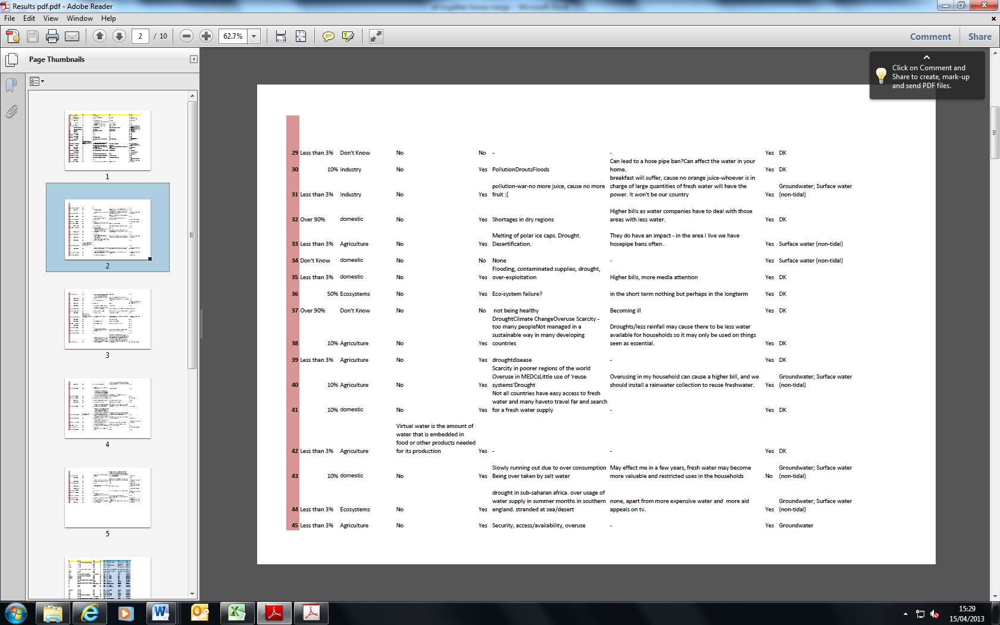 Results pdf.pdf - Adobe Reader
File Edit View Window Help
2 / 10 62.7% Comment Share
Page Thumbnails
Click on Comment and
Share to create, mark-up
and send PDF files.
1
2
3
4
5
29 Less than 3% Don't Know No No - - Yes DK
Can lead to a hose pipe ban?Can affect the water in your
30 10% Industry No Yes PollutionDroutsFloods home. Yes DK
breakfast will suffer, cause no orange juice-whoever is in
pollution-war-no more juice, cause no more charge of large quantities of fresh water will have the Groundwater; Surface water
31 Less than 3% Industry No Yes fruit :( power. It won't be our country Yes (non-tidal)
Higher bills as water companies have to deal with those
32 Over 90% domestic No Yes Shortages in dry regions areas with less water. Yes DK
Melting of polar ice caps. Drought. They do have an impact - in the area I live we have
33 Less than 3% Agriculture No Yes Desertification. hosepipe bans often. Yes Surface water (non-tidal)
34 Don't Know domestic No No None - Yes Surface water (non-tidal)
Flooding, contaminated supplies, drought,
35 Less than 3% domestic No Yes over-exploitation Higher bills, more media attention Yes DK
36 50% Ecosystems No Yes Eco-system failure? in the short term nothing but perhaps in the longterm Yes DK
37 Over 90% Don't Know No No not being healthy Becoming ill Yes DK
DroughtClimate ChangeOveruse Scarcity -
too many peopleNot managed in a Droughts/less rainfall may cause there to be less water
sustainable way in many developing available for households so it may only be used on things
38 10% Agriculture No Yes countries seen as essential. Yes DK
39 Less than 3% Agriculture No Yes droughtdisease - Yes DK
Scarcity in poorer regions of the world
Overuse in MEDCsLittle use of 'reuse Overusing in my household can cause a higher bill, and we Groundwater; Surface water
40 10% Agriculture No Yes systems'Drought should install a rainwater collection to reuse freshwater. Yes (non-tidal)
Not all countries have easy access to fresh
water and many haveto travel far and search
41 10% domestic No Yes for a fresh water supply - Yes DK
Virtual water is the amount of
water that is embedded in
food or other products needed
42 Less than 3% Agriculture for its production Yes - - Yes DK
Slowly running out due to over consumption May effect me in a few years, fresh water may become Groundwater; Surface water
43 10% domestic No Yes Being over taken by salt water more valuable and restricted uses in the households No (non-tidal)
drought in sub-saharan africa. over usage of
water supply in summer months in southern none, apart from more expensive water and more aid Groundwater; Surface water
44 Less than 3% Ecosystems No Yes england. stranded at sea/desert appeals on tv. Yes (non-tidal)
45 Less than 3% Agriculture No Yes Security, access/availability, overuse - Yes Groundwater
15:29
15/04/2013